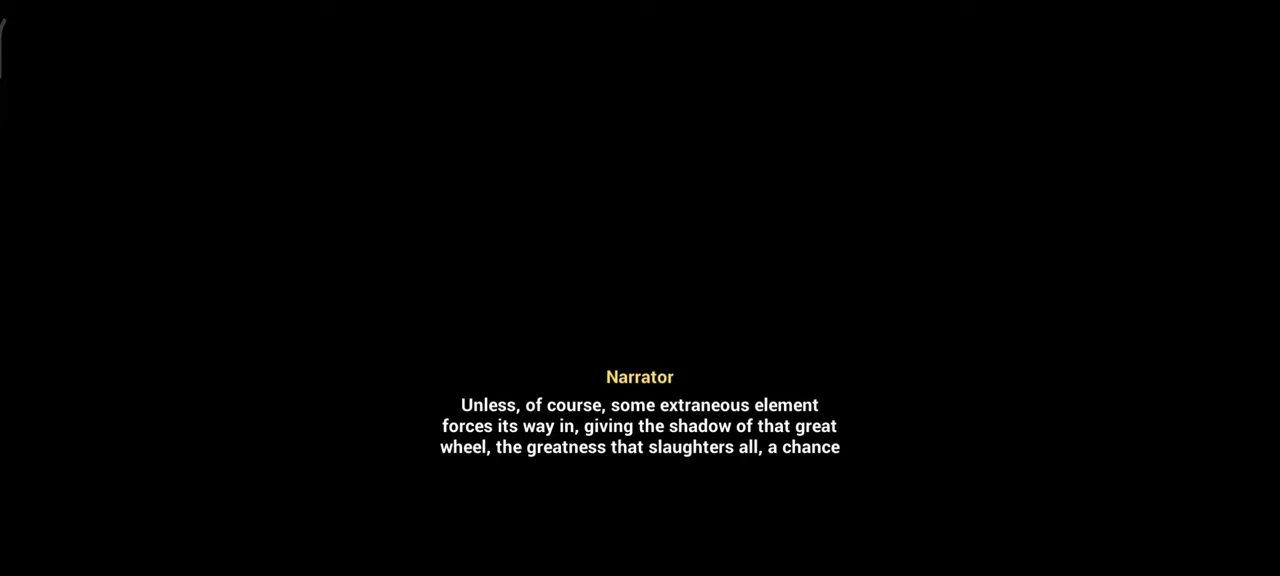 Narrator
Unless, of course, some extraneous element
forces its way in, giving the shadow of that great
wheel, the greatness that slaughters all, a chance